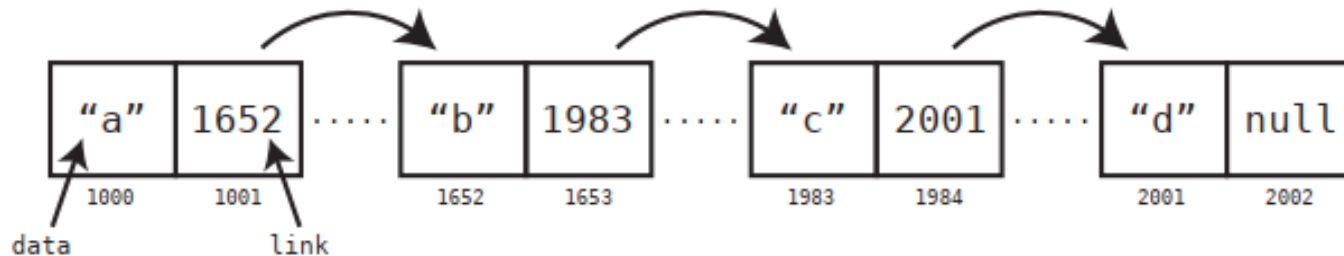 “a” 1652 ..... “b” 1983 ..... “c” 2001 ..... “d” null
1000 1001 1652 1653 1983 1984 2001 2002
data link